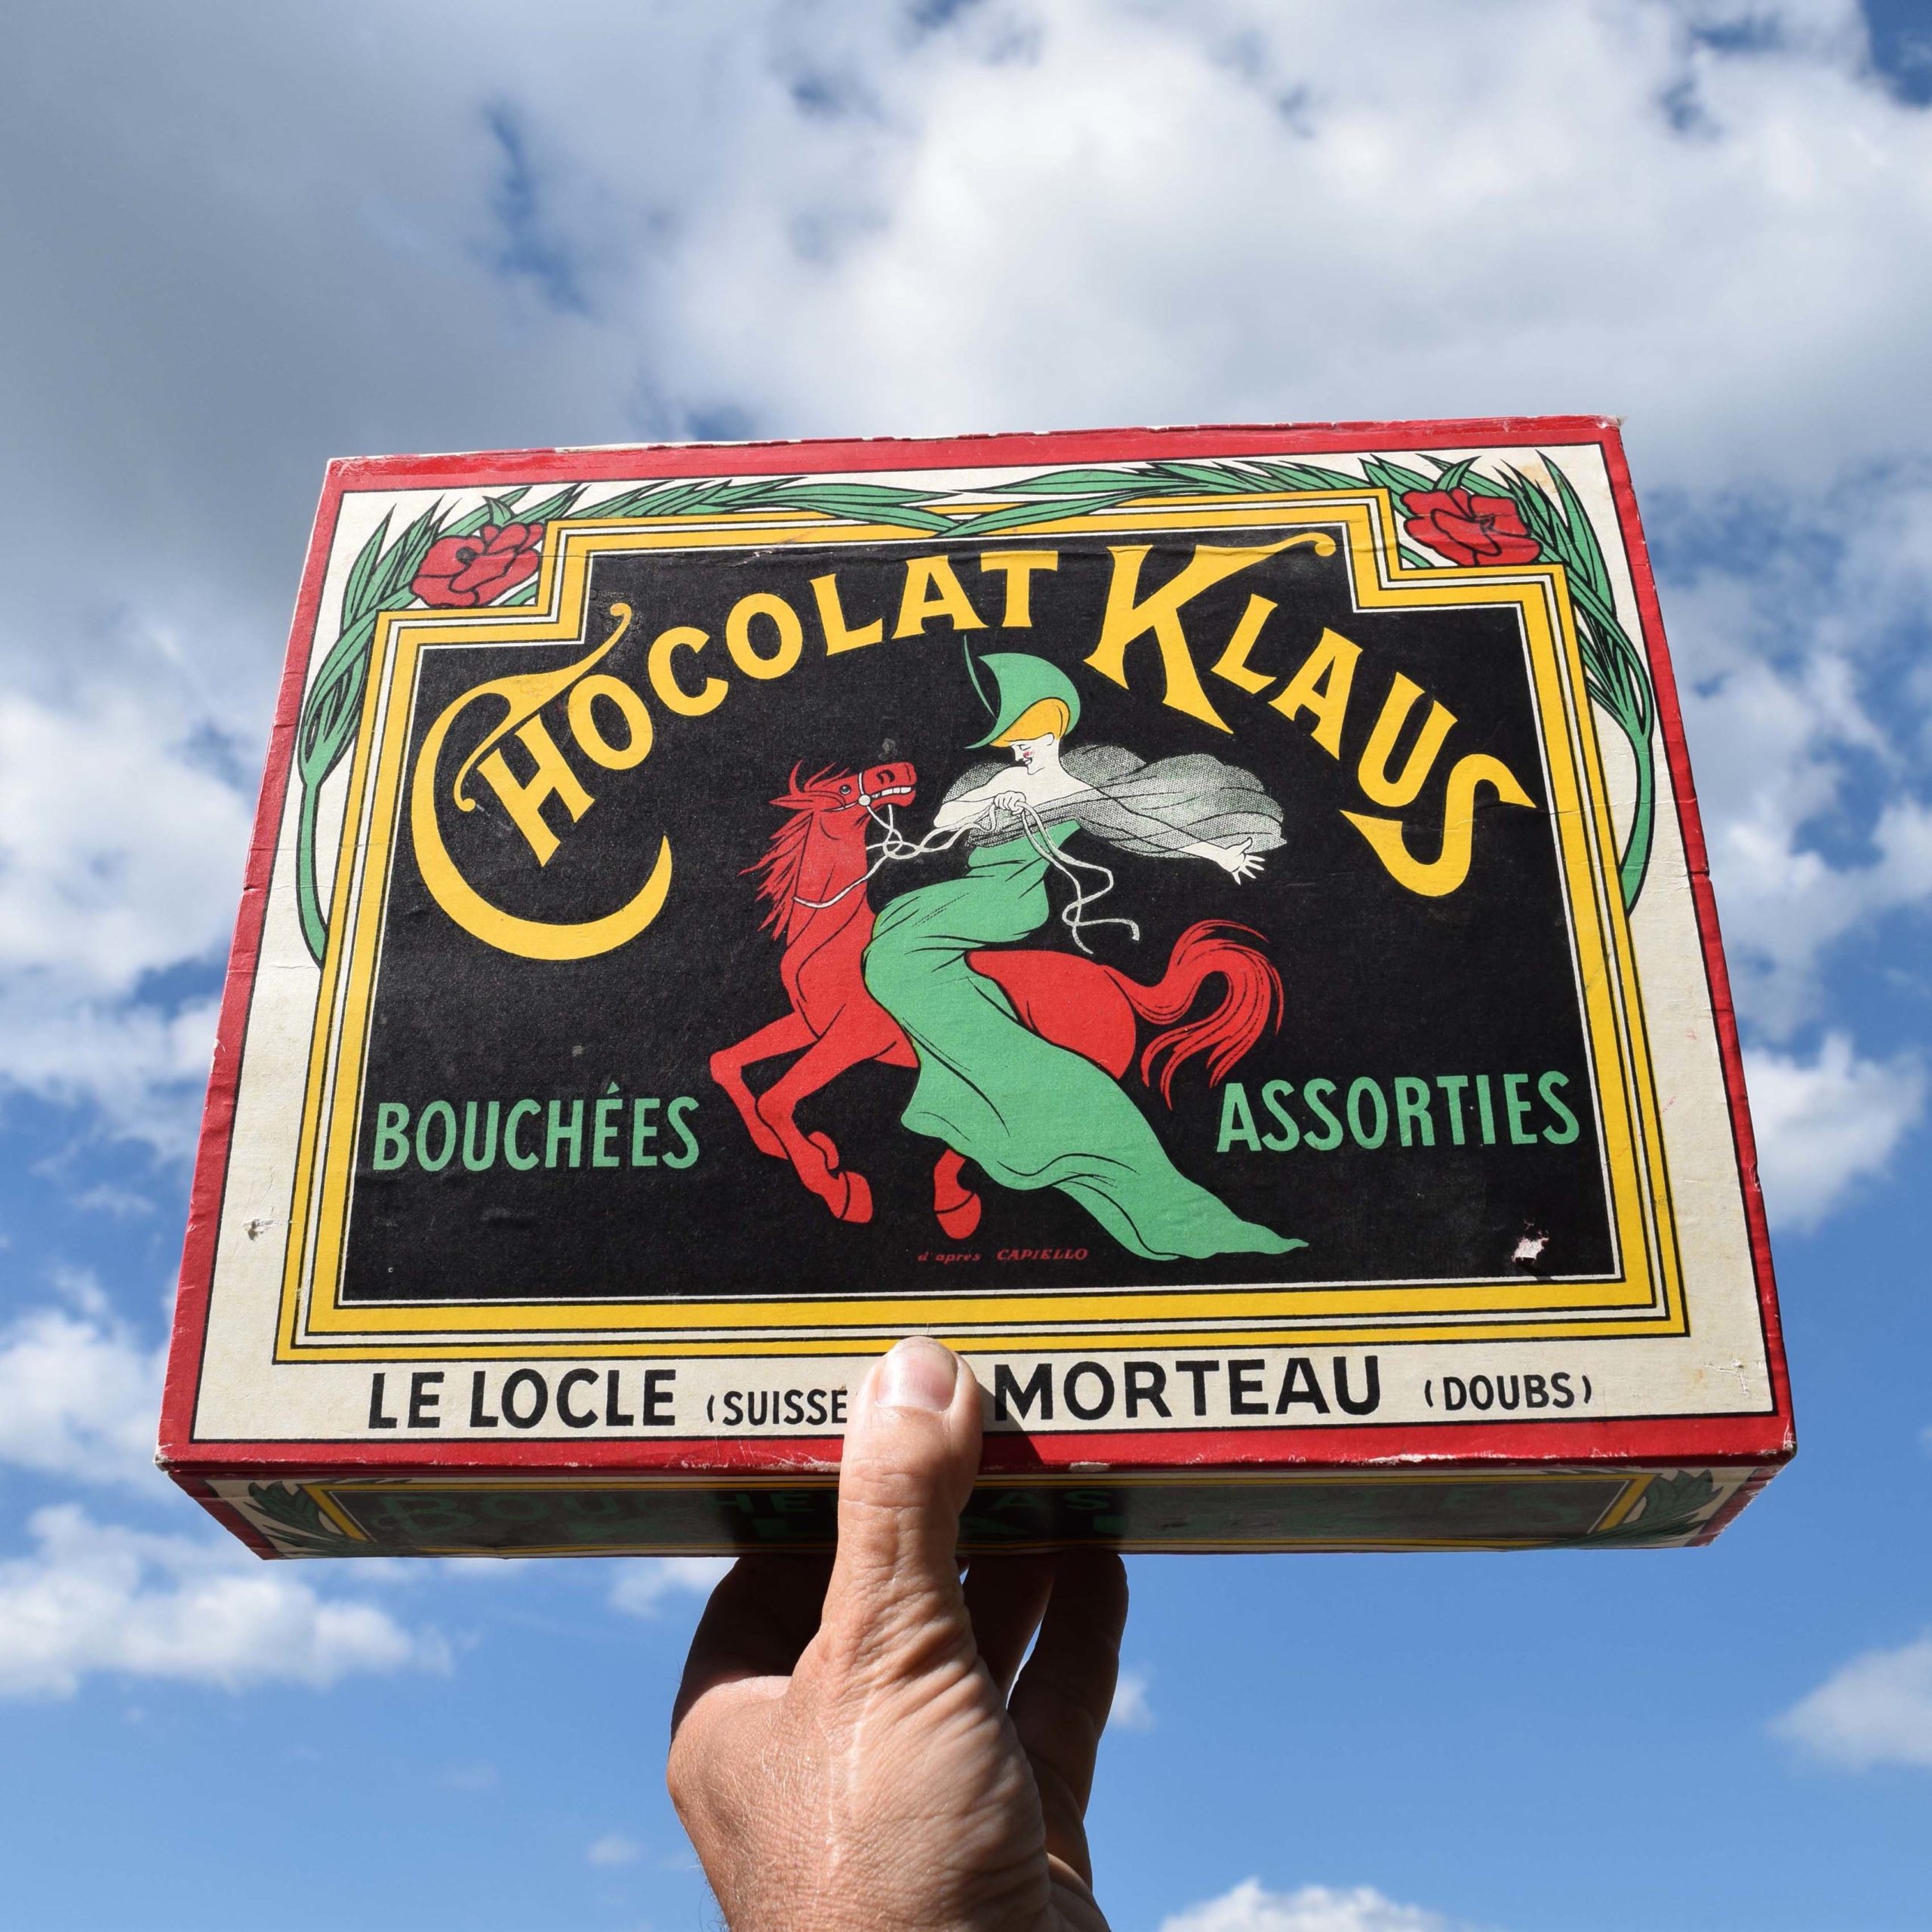 CHOCOLAT KLAUS
BOUCHÉES ASSORTIES
d'après CAPIELLO
LE LOCLE (SUISSE MORTEAU (DOUBS)